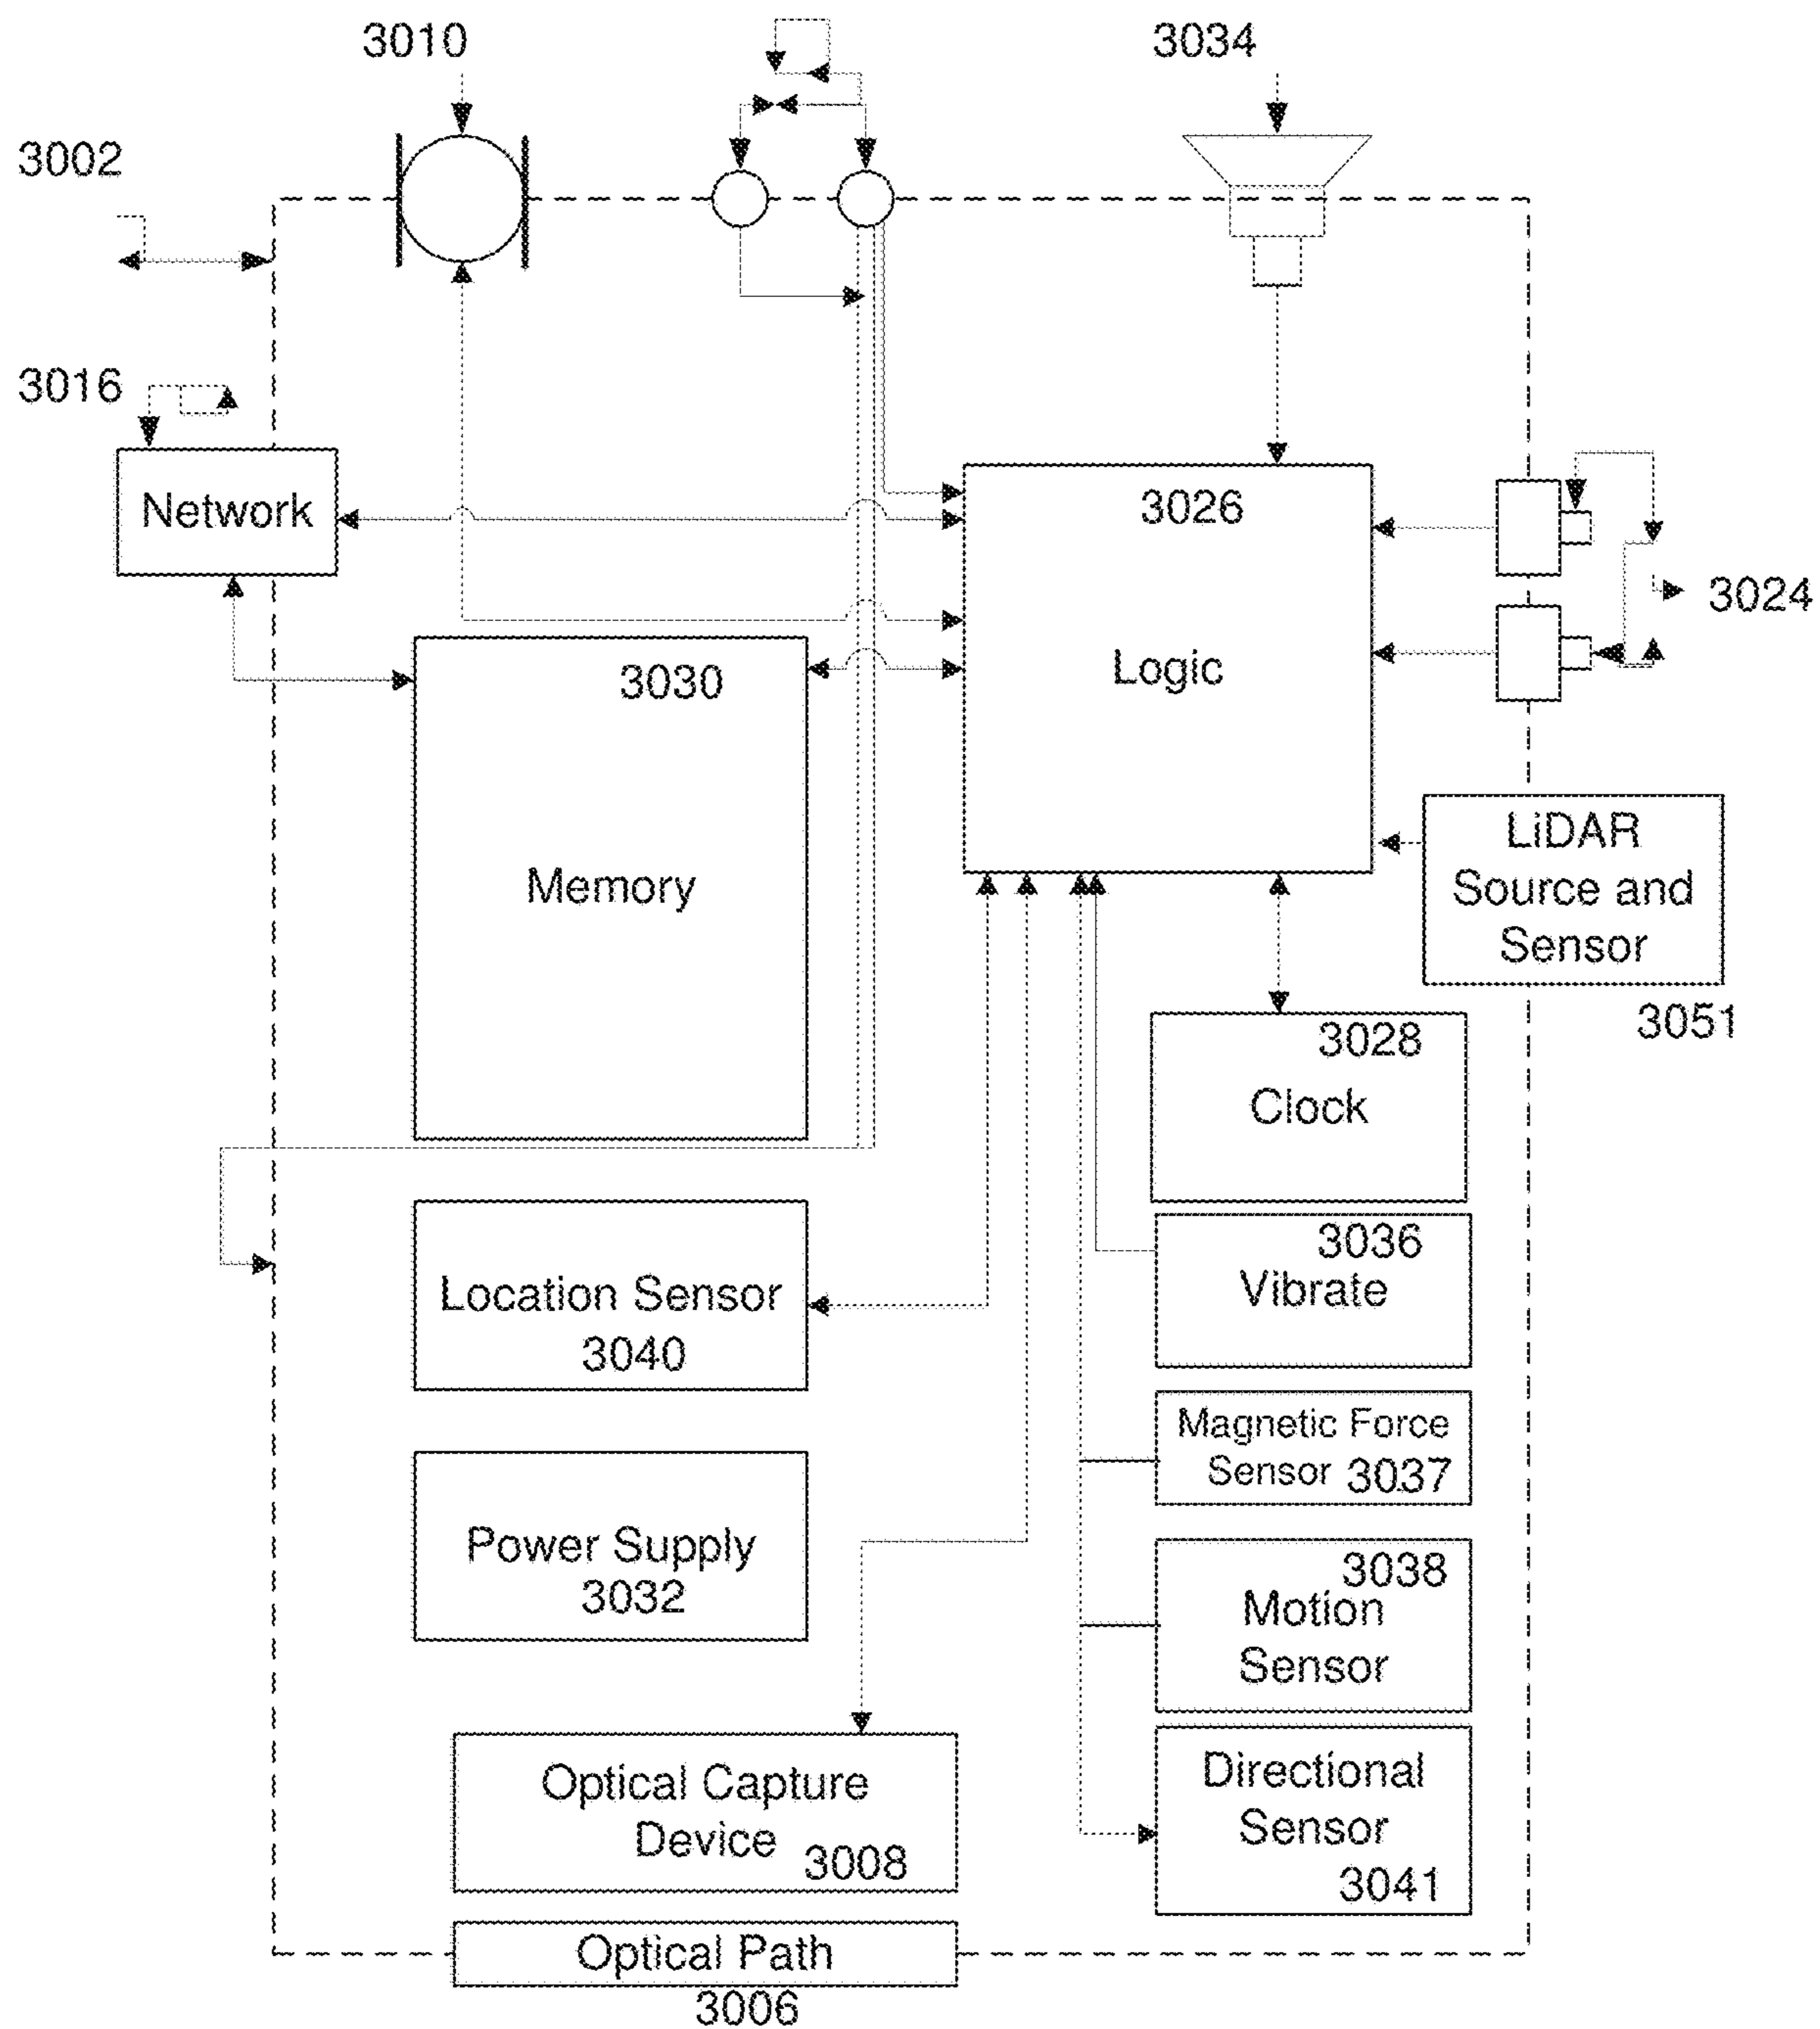 3010
3034
3002
3016
Network
3026
Logic
3024
3030
Memory
LiDAR
Source and
Sensor
3051
3028
Clock
3036
Vibrate
Location Sensor
3040
Magnetic Force
Sensor 3037
Power Supply
3032
3038
Motion
Sensor
Optical Capture
Device 3008
Directional
Sensor
3041
Optical Path
3006